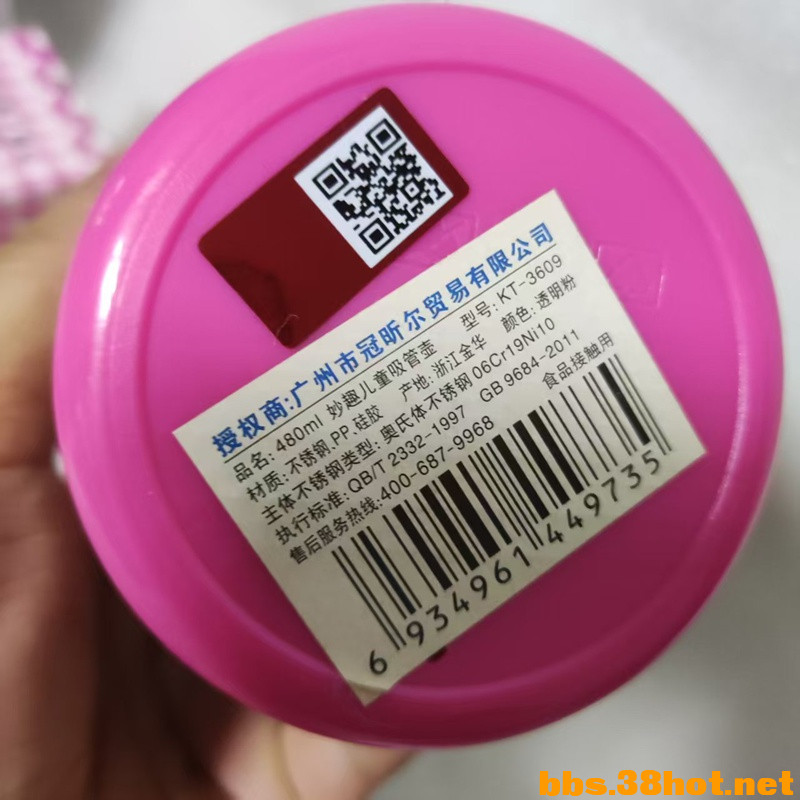 授权商:广州市冠昕尔贸易有限公司
品名: 480ml 妙趣儿童吸管壶 型号: KT-3609
材质: 不锈钢、PP、硅胶 产地: 浙江金华 颜色: 透明粉
主体不锈钢类型: 奥氏体不锈钢 06Cr19Ni10
执行标准: QB/T 2332-1997 GB 9684-2011
售后服务热线:400-687-9968 食品接触用
6 934961 449735
bbs.38hot.net